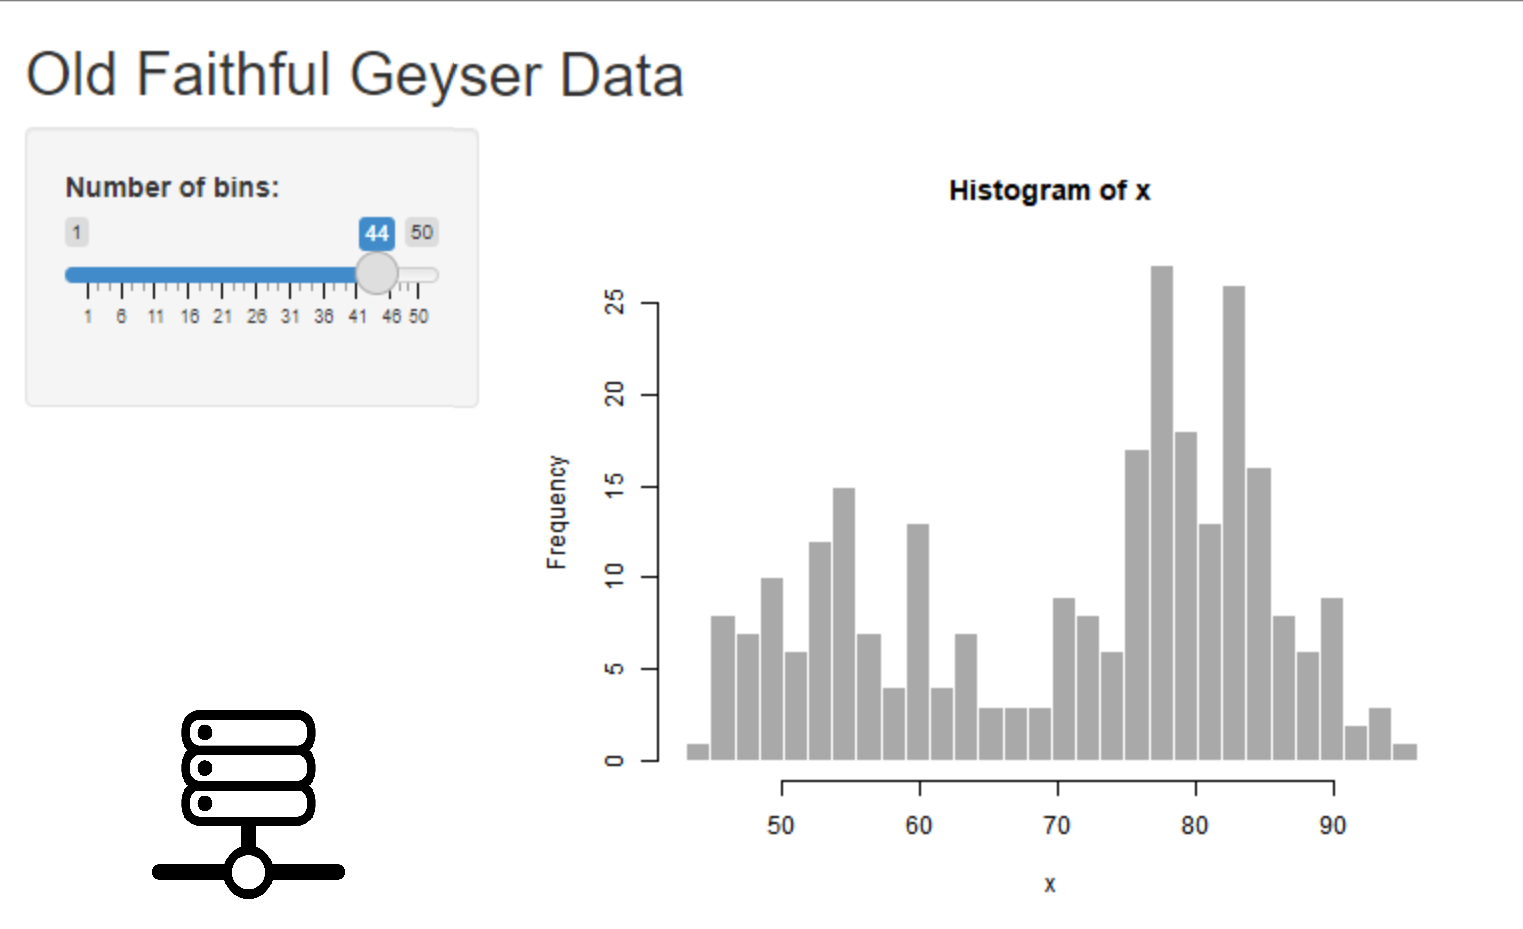 Old Faithful Geyser Data
Number of bins:
1 44 50
1 6 11 16 21 26 31 36 41 46 50
Histogram of x
Frequency
25
20
15
10
5
0
50 60 70 80 90
x